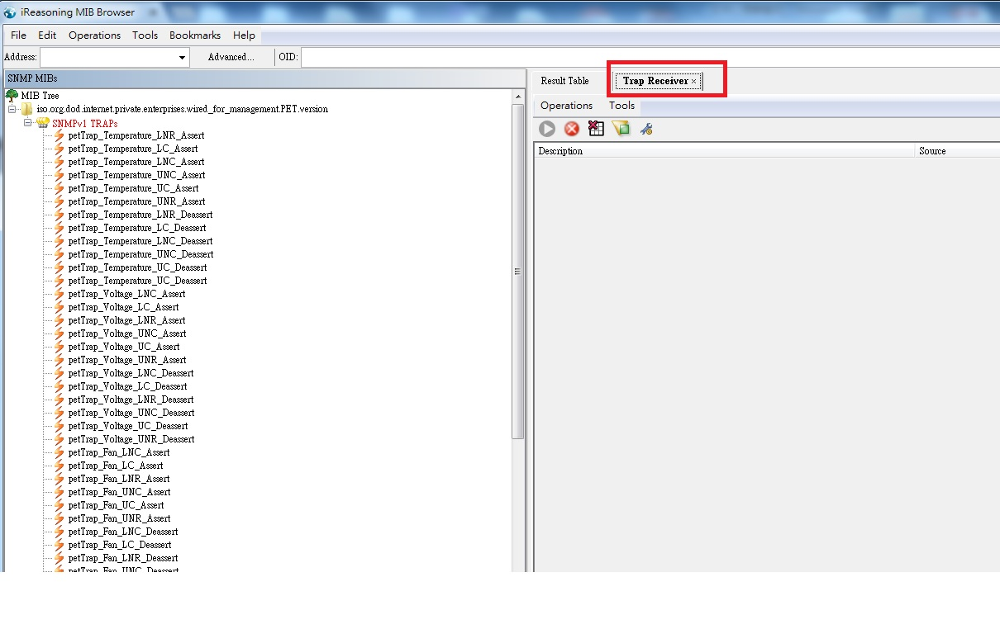 iReasoning MIB Browser
File Edit Operations Tools Bookmarks Help
Address: Advanced... OID:
SNMP MIBs
MIB Tree
iso.org.dod.internet.private.enterprises.wired_for_management.PET.version
SNMPv1 TRAPs
petTrap_Temperature_LNR_Assert
petTrap_Temperature_LC_Assert
petTrap_Temperature_LNC_Assert
petTrap_Temperature_UNC_Assert
petTrap_Temperature_UC_Assert
petTrap_Temperature_UNR_Assert
petTrap_Temperature_LNR_Deassert
petTrap_Temperature_LC_Deassert
petTrap_Temperature_LNC_Deassert
petTrap_Temperature_UNC_Deassert
petTrap_Temperature_UC_Deassert
petTrap_Temperature_UC_Deassert
petTrap_Voltage_LNC_Assert
petTrap_Voltage_LC_Assert
petTrap_Voltage_LNR_Assert
petTrap_Voltage_UNC_Assert
petTrap_Voltage_UC_Assert
petTrap_Voltage_UNR_Assert
petTrap_Voltage_LNC_Deassert
petTrap_Voltage_LC_Deassert
petTrap_Voltage_LNR_Deassert
petTrap_Voltage_UNC_Deassert
petTrap_Voltage_UC_Deassert
petTrap_Voltage_UNR_Deassert
petTrap_Fan_LNC_Assert
petTrap_Fan_LC_Assert
petTrap_Fan_LNR_Assert
petTrap_Fan_UNC_Assert
petTrap_Fan_UC_Assert
petTrap_Fan_UNR_Assert
petTrap_Fan_LNC_Deassert
petTrap_Fan_LC_Deassert
petTrap_Fan_LNR_Deassert
petTrap_Fan_UNC_Deassert
Result Table Trap Receiver ×
Operations Tools
Description Source